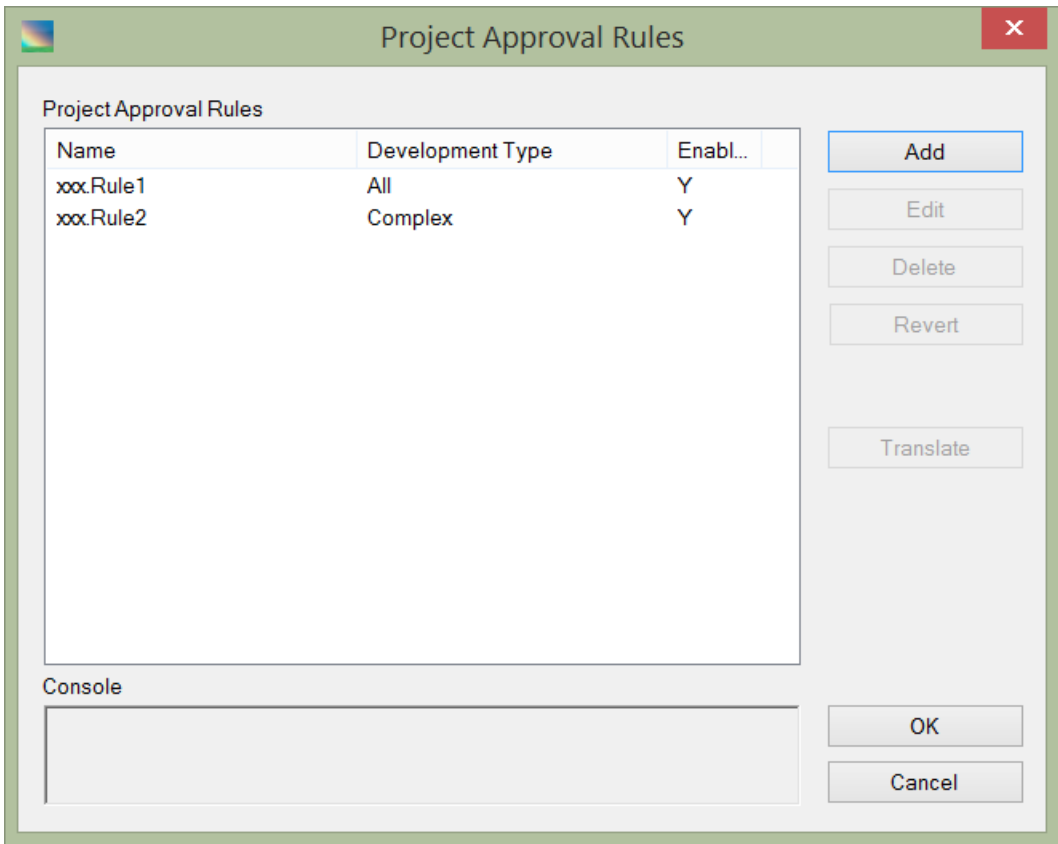 Project Approval Rules
Project Approval Rules
Name Development Type Enabl...
xxx.Rule1 All Y
xxx.Rule2 Complex Y
Add
Edit
Delete
Revert
Translate
Console
OK
Cancel